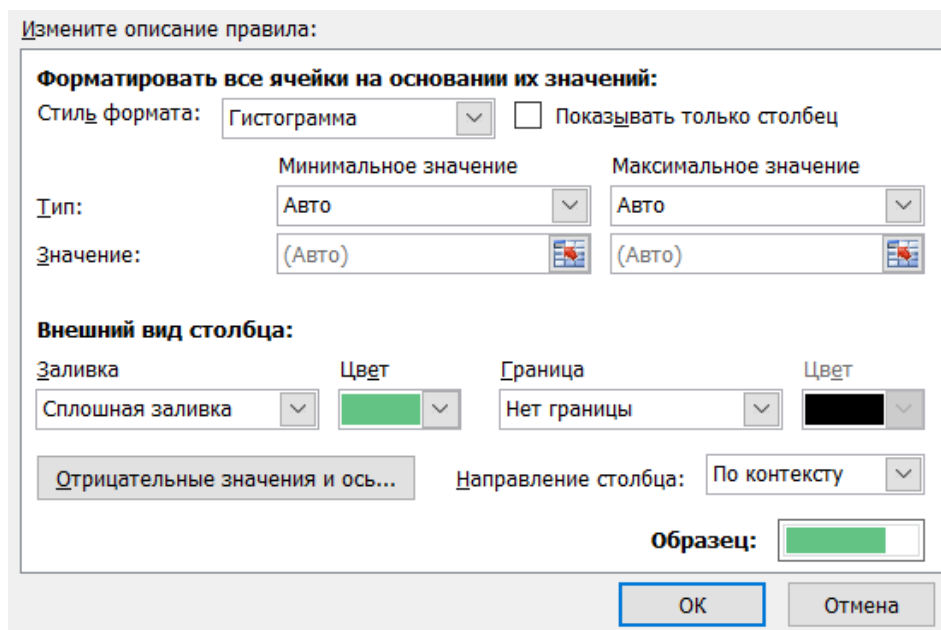 Измените описание правила:
Форматировать все ячейки на основании их значений:
Стиль формата: Гистограмма Показывать только столбец
Минимальное значение Максимальное значение
Тип: Авто Авто
Значение: (Авто) (Авто)
Внешний вид столбца:
Заливка Цвет Граница Цвет
Сплошная заливка Нет границы
Отрицательные значения и ось... Направление столбца: По контексту
Образец:
ОК Отмена